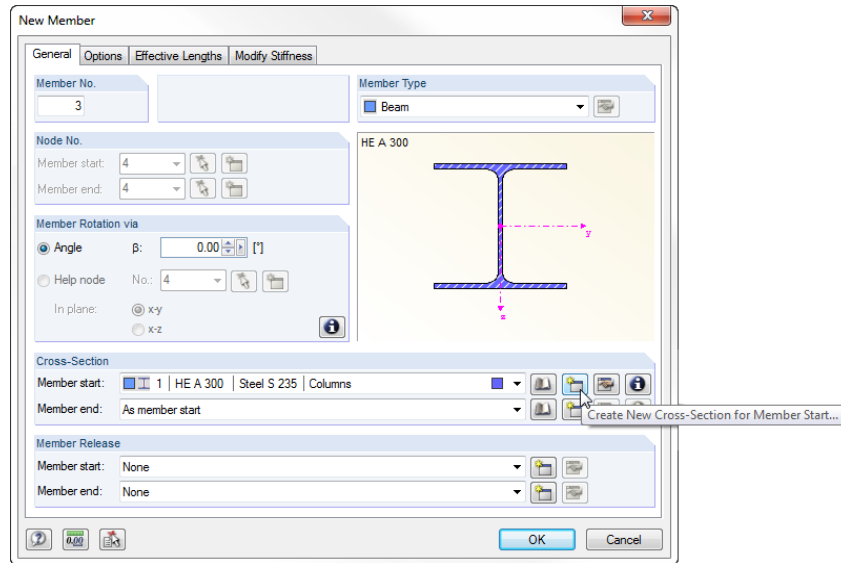 New Member
General Options Effective Lengths Modify Stiffness
Member No.
3
Member Type
Beam
Node No.
Member start: 4
Member end: 4
HE A 300
y
z
Member Rotation via
Angle β: 0.00 [°]
Help node No.: 4
In plane: x-y
x-z
Cross-Section
Member start: 1 HE A 300 Steel S 235 Columns
Member end: As member start
Create New Cross-Section for Member Start...
Member Release
Member start: None
Member end: None
0.00
OK Cancel